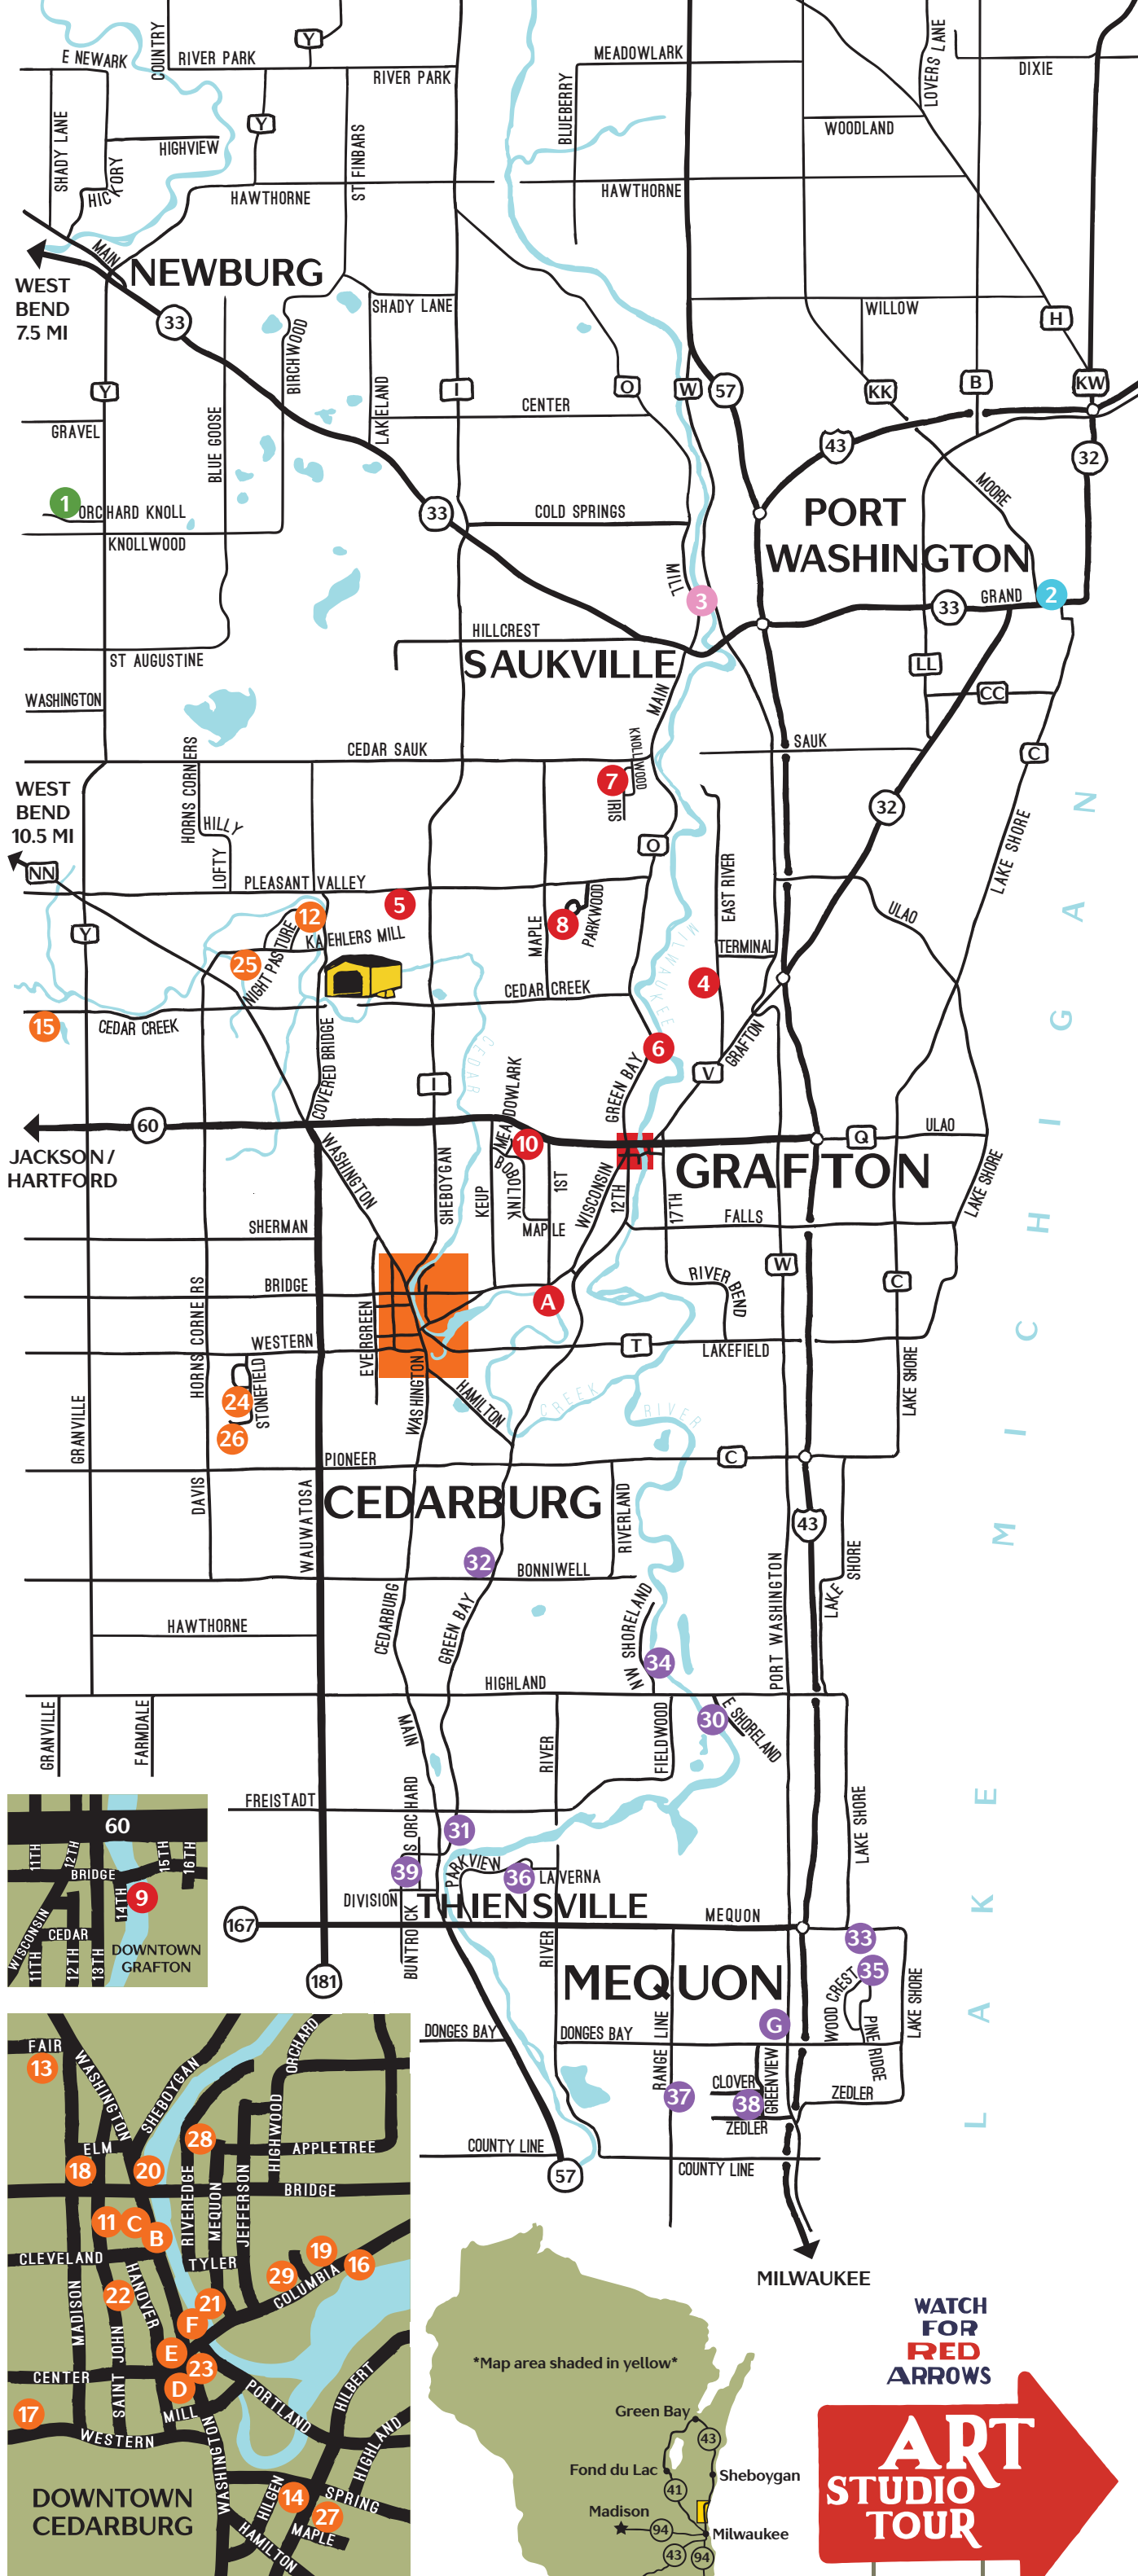 E NEWARK
COUNTRY
RIVER PARK
Y
RIVER PARK
MEADOWLARK
LOVERS LANE
DIXIE
BLUEBERRY
SHADY LANE
Y
HIGHVIEW
HICKORY
ST FINBARS
WOODLAND
HAWTHORNE
HAWTHORNE
MAIN
NEWBURG
WEST
BEND
7.5 MI
33
SHADY LANE
WILLOW
H
BIRCHWOOD
Y
LAKELAND
I
O
W
57
KK
B
KW
CENTER
GRAVEL
BLUE GOOSE
43
32
MOORE
1
ORCHARD KNOLL
33
COLD SPRINGS
PORT
WASHINGTON
KNOLLWOOD
MILL
3
GRAND
2
33
HILLCREST
SAUKVILLE
ST AUGUSTINE
LL
CC
WASHINGTON
MAIN
CEDAR SAUK
SAUK
C
HORNS CORNERS
KNOLLWOOD
7
IRIS
WEST
BEND
10.5 MI
32
HILLY
LOFTY
O
LAKE SHORE
NN
PLEASANT VALLEY
5
EAST RIVER
ULAO
12
8
MAPLE
PARKWOOD
Y
KAEHLERS MILL
NIGHT PASTURE
25
TERMINAL
MILWAUKEE
4
CEDAR CREEK
15
CEDAR CREEK
COVERED BRIDGE
CEDAR
6
GRAFTON
V
I
MEADOWLARK
GREEN BAY
60
10
Q
ULAO
JACKSON/
HARTFORD
WASHINGTON
SHEBOYGAN
KEUP
BOBOLINK
1ST
WISCONSIN
12TH
17TH
GRAFTON
LAKE SHORE
SHERMAN
MAPLE
FALLS
W
BRIDGE
A
RIVER BEND
C
HORNS CORNERS
EVERGREEN
WESTERN
T
LAKEFIELD
STONEFIELD
24
26
WASHINGTON
HAMILTON
CREEK
RIVER
LAKE SHORE
GRANVILLE
PIONEER
C
DAVIS
WAUWATOSA
CEDARBURG
RIVERLAND
43
32
BONNIWELL
PORT WASHINGTON
LAKE SHORE
HAWTHORNE
CEDARBURG
GREEN BAY
NW SHORELAND
34
HIGHLAND
GRANVILLE
FARMDALE
MAIN
RIVER
FIELDWOOD
30
E SHORELAND
FREISTADT
S ORCHARD
31
LAKE SHORE
39
PARKVIEW
36
LAVERNA
DIVISION
THIENSVILLE
167
MEQUON
BUNTROCK
RIVER
33
35
181
MEQUON
WOOD CREST
LAKE SHORE
G
DONGES BAY
DONGES BAY
RANGE LINE
PINE RIDGE
CLOVER
GREENVIEW
37
38
ZEDLER
ZEDLER
COUNTY LINE
COUNTY LINE
57
MILWAUKEE
LAKE MICHIGAN
60
11TH
12TH
15TH
16TH
BRIDGE
14TH
9
WISCONSIN
CEDAR
11TH
12TH
13TH
DOWNTOWN
GRAFTON
FAIR
13
WASHINGTON
SHEBOYGAN
ORCHARD
28
ELM
APPLETREE
18
20
HIGHWOOD
BRIDGE
RIVEREDGE
MEQUON
JEFFERSON
11
C
B
CLEVELAND
TYLER
19
16
29
COLUMBIA
HANOVER
22
21
F
MADISON
SAINT JOHN
E
23
CENTER
D
17
MILL
PORTLAND
HILBERT
WESTERN
WASHINGTON
HIGHLAND
DOWNTOWN
CEDARBURG
HILGEN
14
SPRING
27
MAPLE
HAMILTON
*Map area shaded in yellow*
Green Bay
43
Fond du Lac
Sheboygan
41
Madison
94
Milwaukee
43
94
WATCH
FOR
RED
ARROWS
ART
STUDIO
TOUR